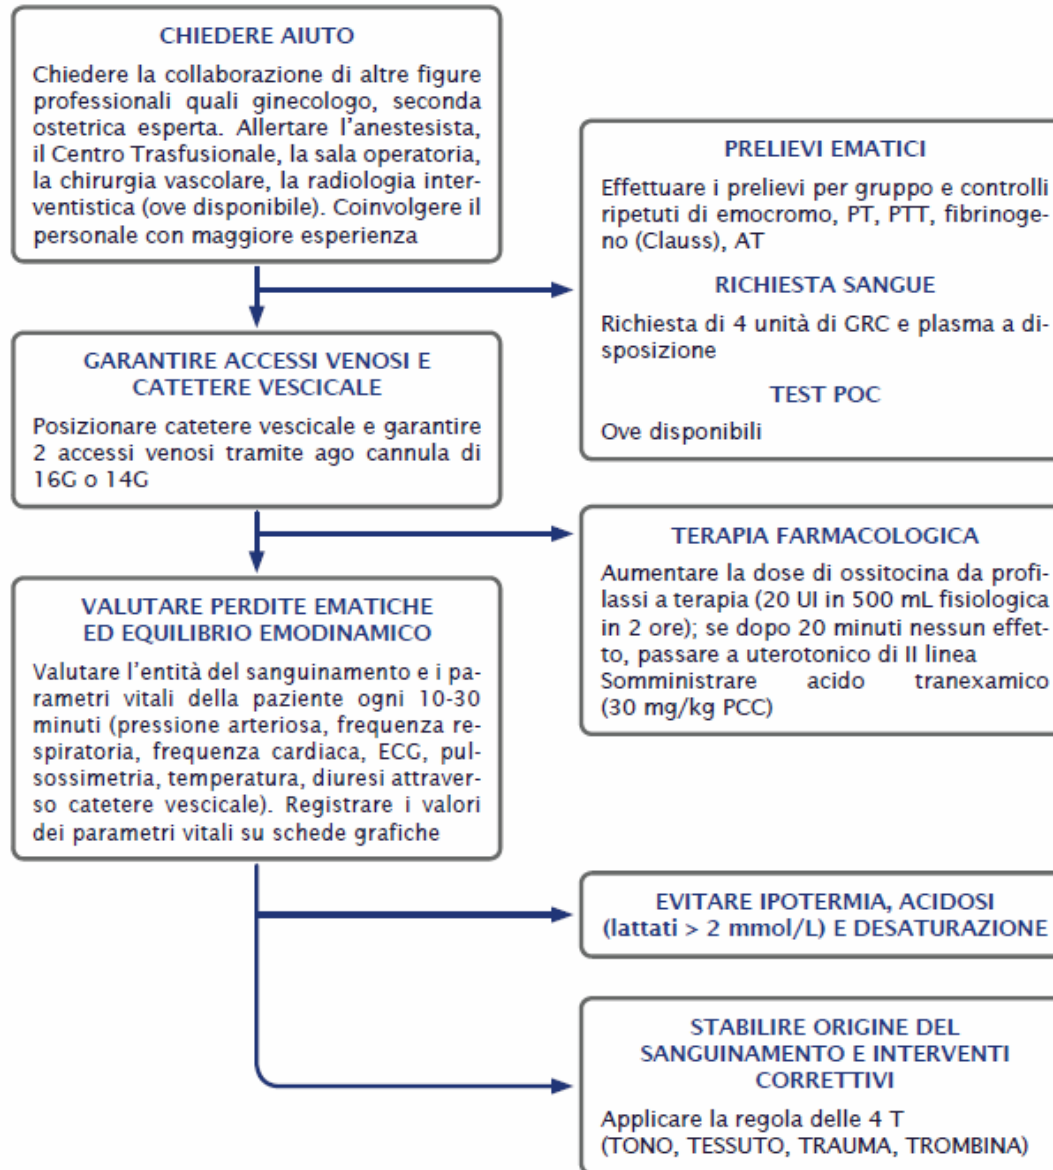 CHIEDERE AIUTO
Chiedere la collaborazione di altre figure
professionali quali ginecologo, seconda
ostetrica esperta. Allertare l'anestesista,
il Centro Trasfusionale, la sala operatoria,
la chirurgia vascolare, la radiologia inter-
ventistica (ove disponibile). Coinvolgere il
personale con maggiore esperienza
PRELIEVI EMATICI
Effettuare i prelievi per gruppo e controlli
ripetuti di emocromo, PT, PTT, fibrinoge-
no (Clauss), AT
RICHIESTA SANGUE
Richiesta di 4 unità di GRC e plasma a di-
sposizione
TEST POC
Ove disponibili
GARANTIRE ACCESSI VENOSI E
CATETERE VESCICALE
Posizionare catetere vescicale e garantire
2 accessi venosi tramite ago cannula di
16G o 14G
TERAPIA FARMACOLOGICA
Aumentare la dose di ossitocina da profi-
lassi a terapia (20 UI in 500 mL fisiologica
in 2 ore); se dopo 20 minuti nessun effet-
to, passare a uterotonico di II linea
Somministrare acido tranexamico
(30 mg/kg PCC)
VALUTARE PERDITE EMATICHE
ED EQUILIBRIO EMODINAMICO
Valutare l'entità del sanguinamento e i pa-
rametri vitali della paziente ogni 10-30
minuti (pressione arteriosa, frequenza re-
spiratoria, frequenza cardiaca, ECG, pul-
sossimetria, temperatura, diuresi attraver-
so catetere vescicale). Registrare i valori
dei parametri vitali su schede grafiche
EVITARE IPOTERMIA, ACIDOSI
(lattati > 2 mmol/L) E DESATURAZIONE
STABILIRE ORIGINE DEL
SANGUINAMENTO E INTERVENTI
CORRETTIVI
Applicare la regola delle 4 T
(TONO, TESSUTO, TRAUMA, TROMBINA)